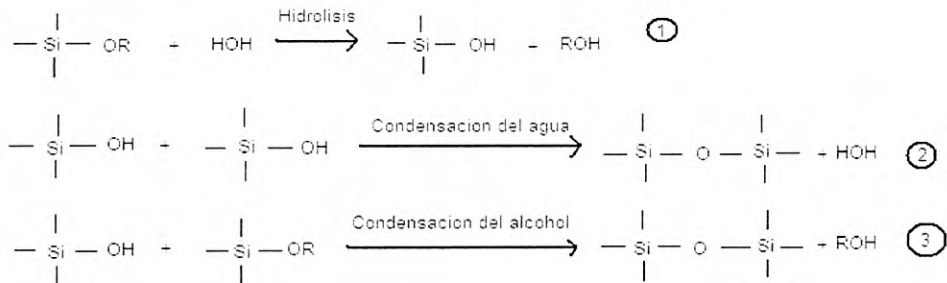 Hidrolisis
—Si—OR + HOH —Si—OH + ROH 1
Condensacion del agua
—Si—OH + —Si—OH —Si—O—Si— + HOH 2
Condensacion del alcohol
—Si—OH + —Si—OR —Si—O—Si— + ROH 3